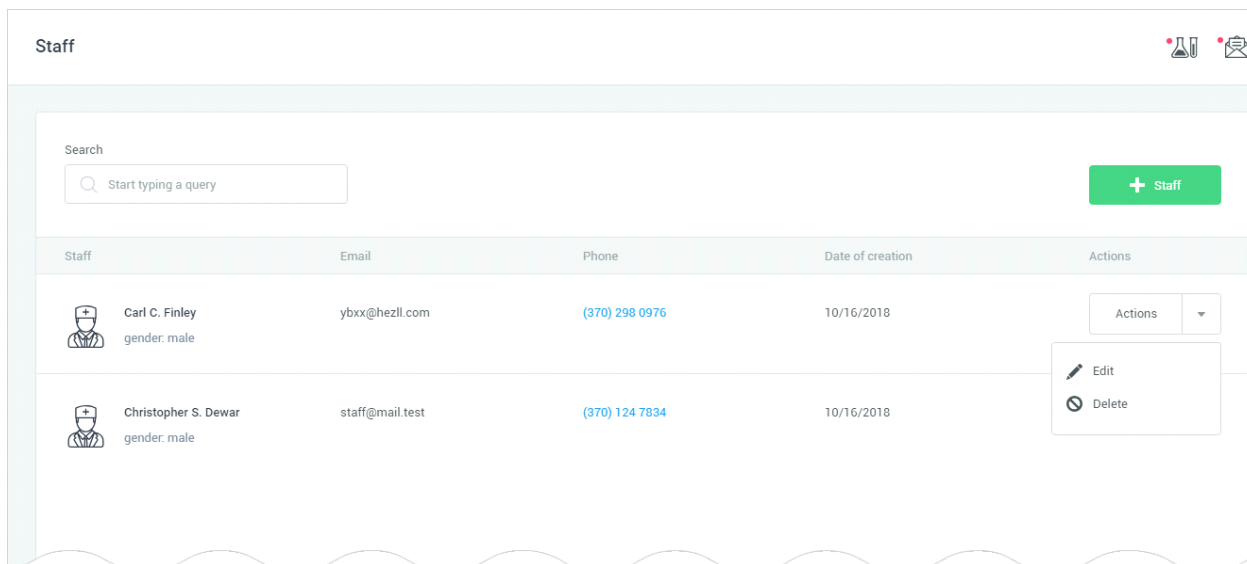 Staff
Search
Start typing a query
Staff
Staff Email Phone Date of creation Actions
Carl C. Finley ybxx@hezll.com (370) 298 0976 10/16/2018 Actions
gender: male
Edit
Delete
Christopher S. Dewar staff@mail.test (370) 124 7834 10/16/2018
gender: male